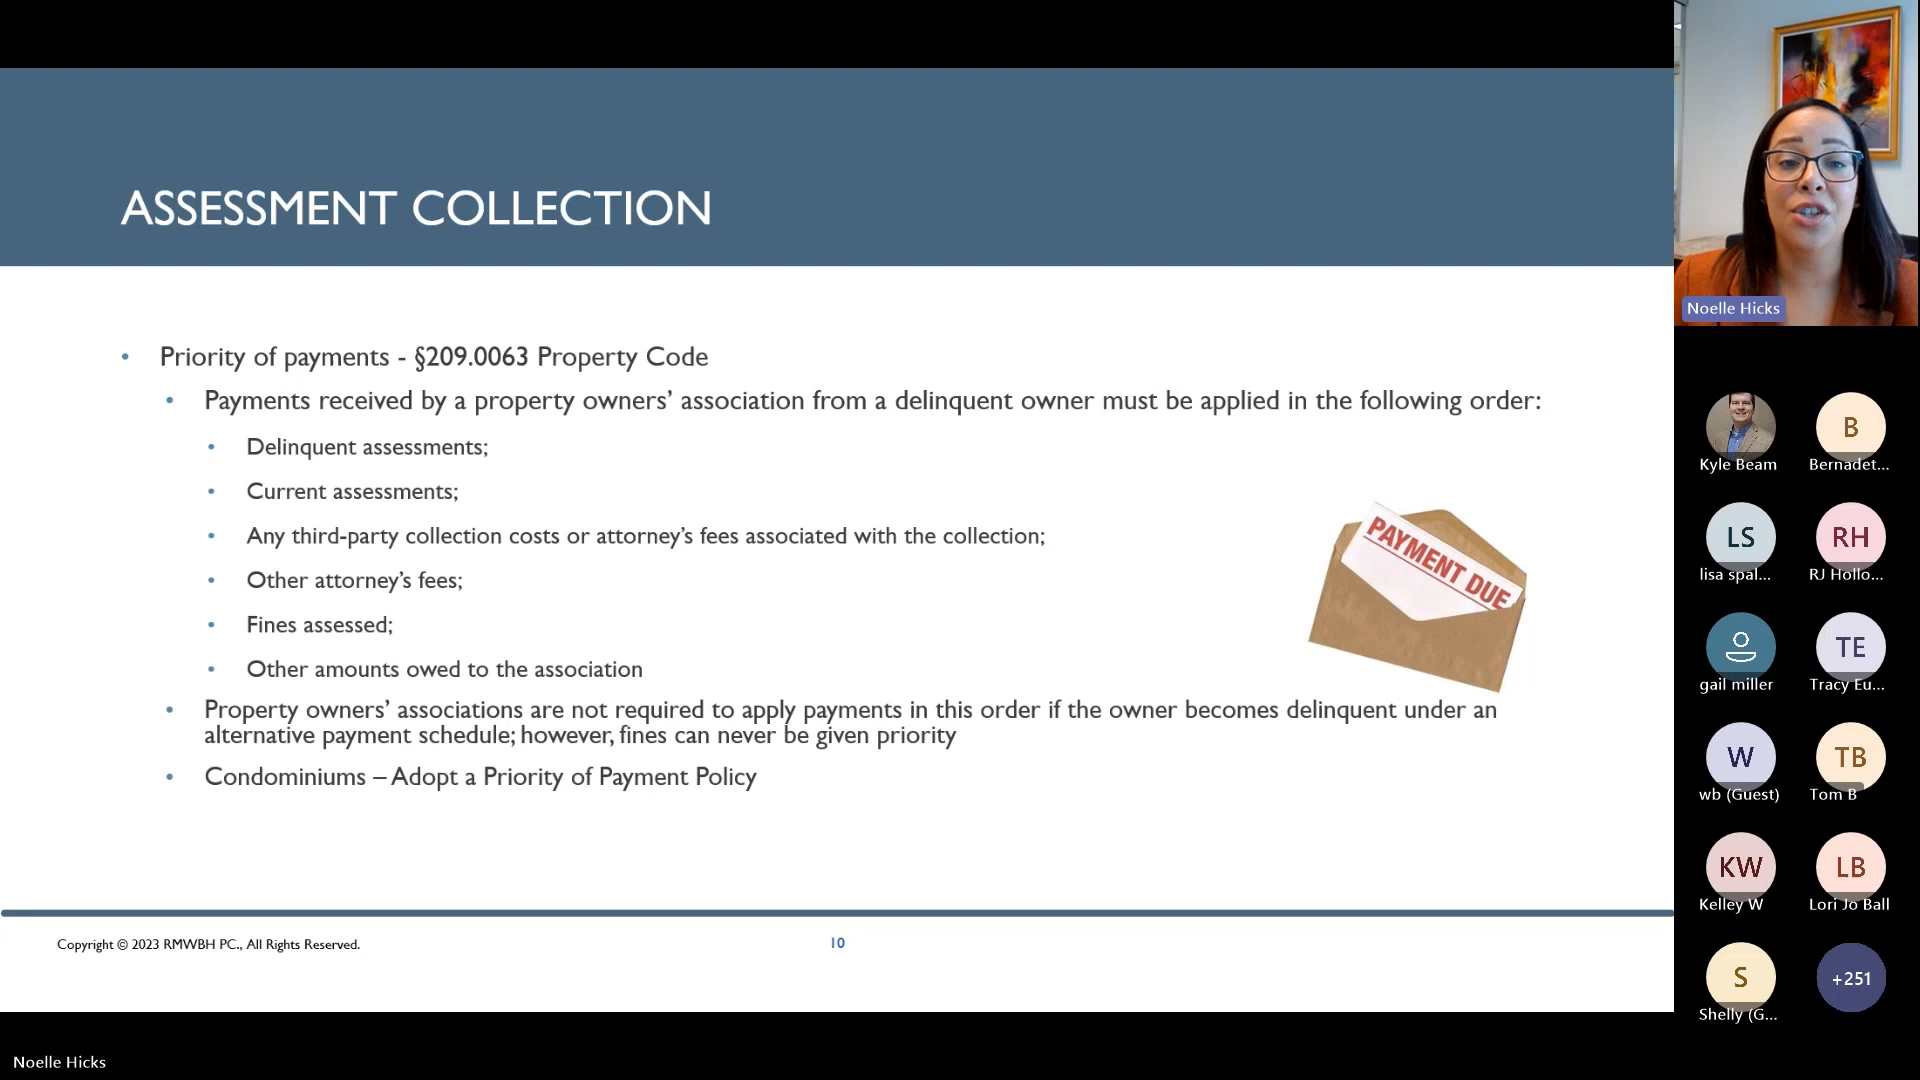 ASSESSMENT COLLECTION
• Priority of payments - §209.0063 Property Code
• Payments received by a property owners’ association from a delinquent owner must be applied in the following order:
• Delinquent assessments;
• Current assessments;
• Any third-party collection costs or attorney’s fees associated with the collection;
• Other attorney’s fees;
• Fines assessed;
• Other amounts owed to the association
• Property owners’ associations are not required to apply payments in this order if the owner becomes delinquent under an
alternative payment schedule; however, fines can never be given priority
• Condominiums – Adopt a Priority of Payment Policy
PAYMENT DUE
Copyright © 2023 RMWBH PC., All Rights Reserved.
10
Noelle Hicks
Noelle Hicks
Kyle Beam
B
Bernadet...
LS
lisa spal...
RH
RJ Hollo...
gail miller
TE
Tracy Eu...
W
wb (Guest)
TB
Tom B
KW
Kelley W
LB
Lori Jo Ball
S
Shelly (G...
+251